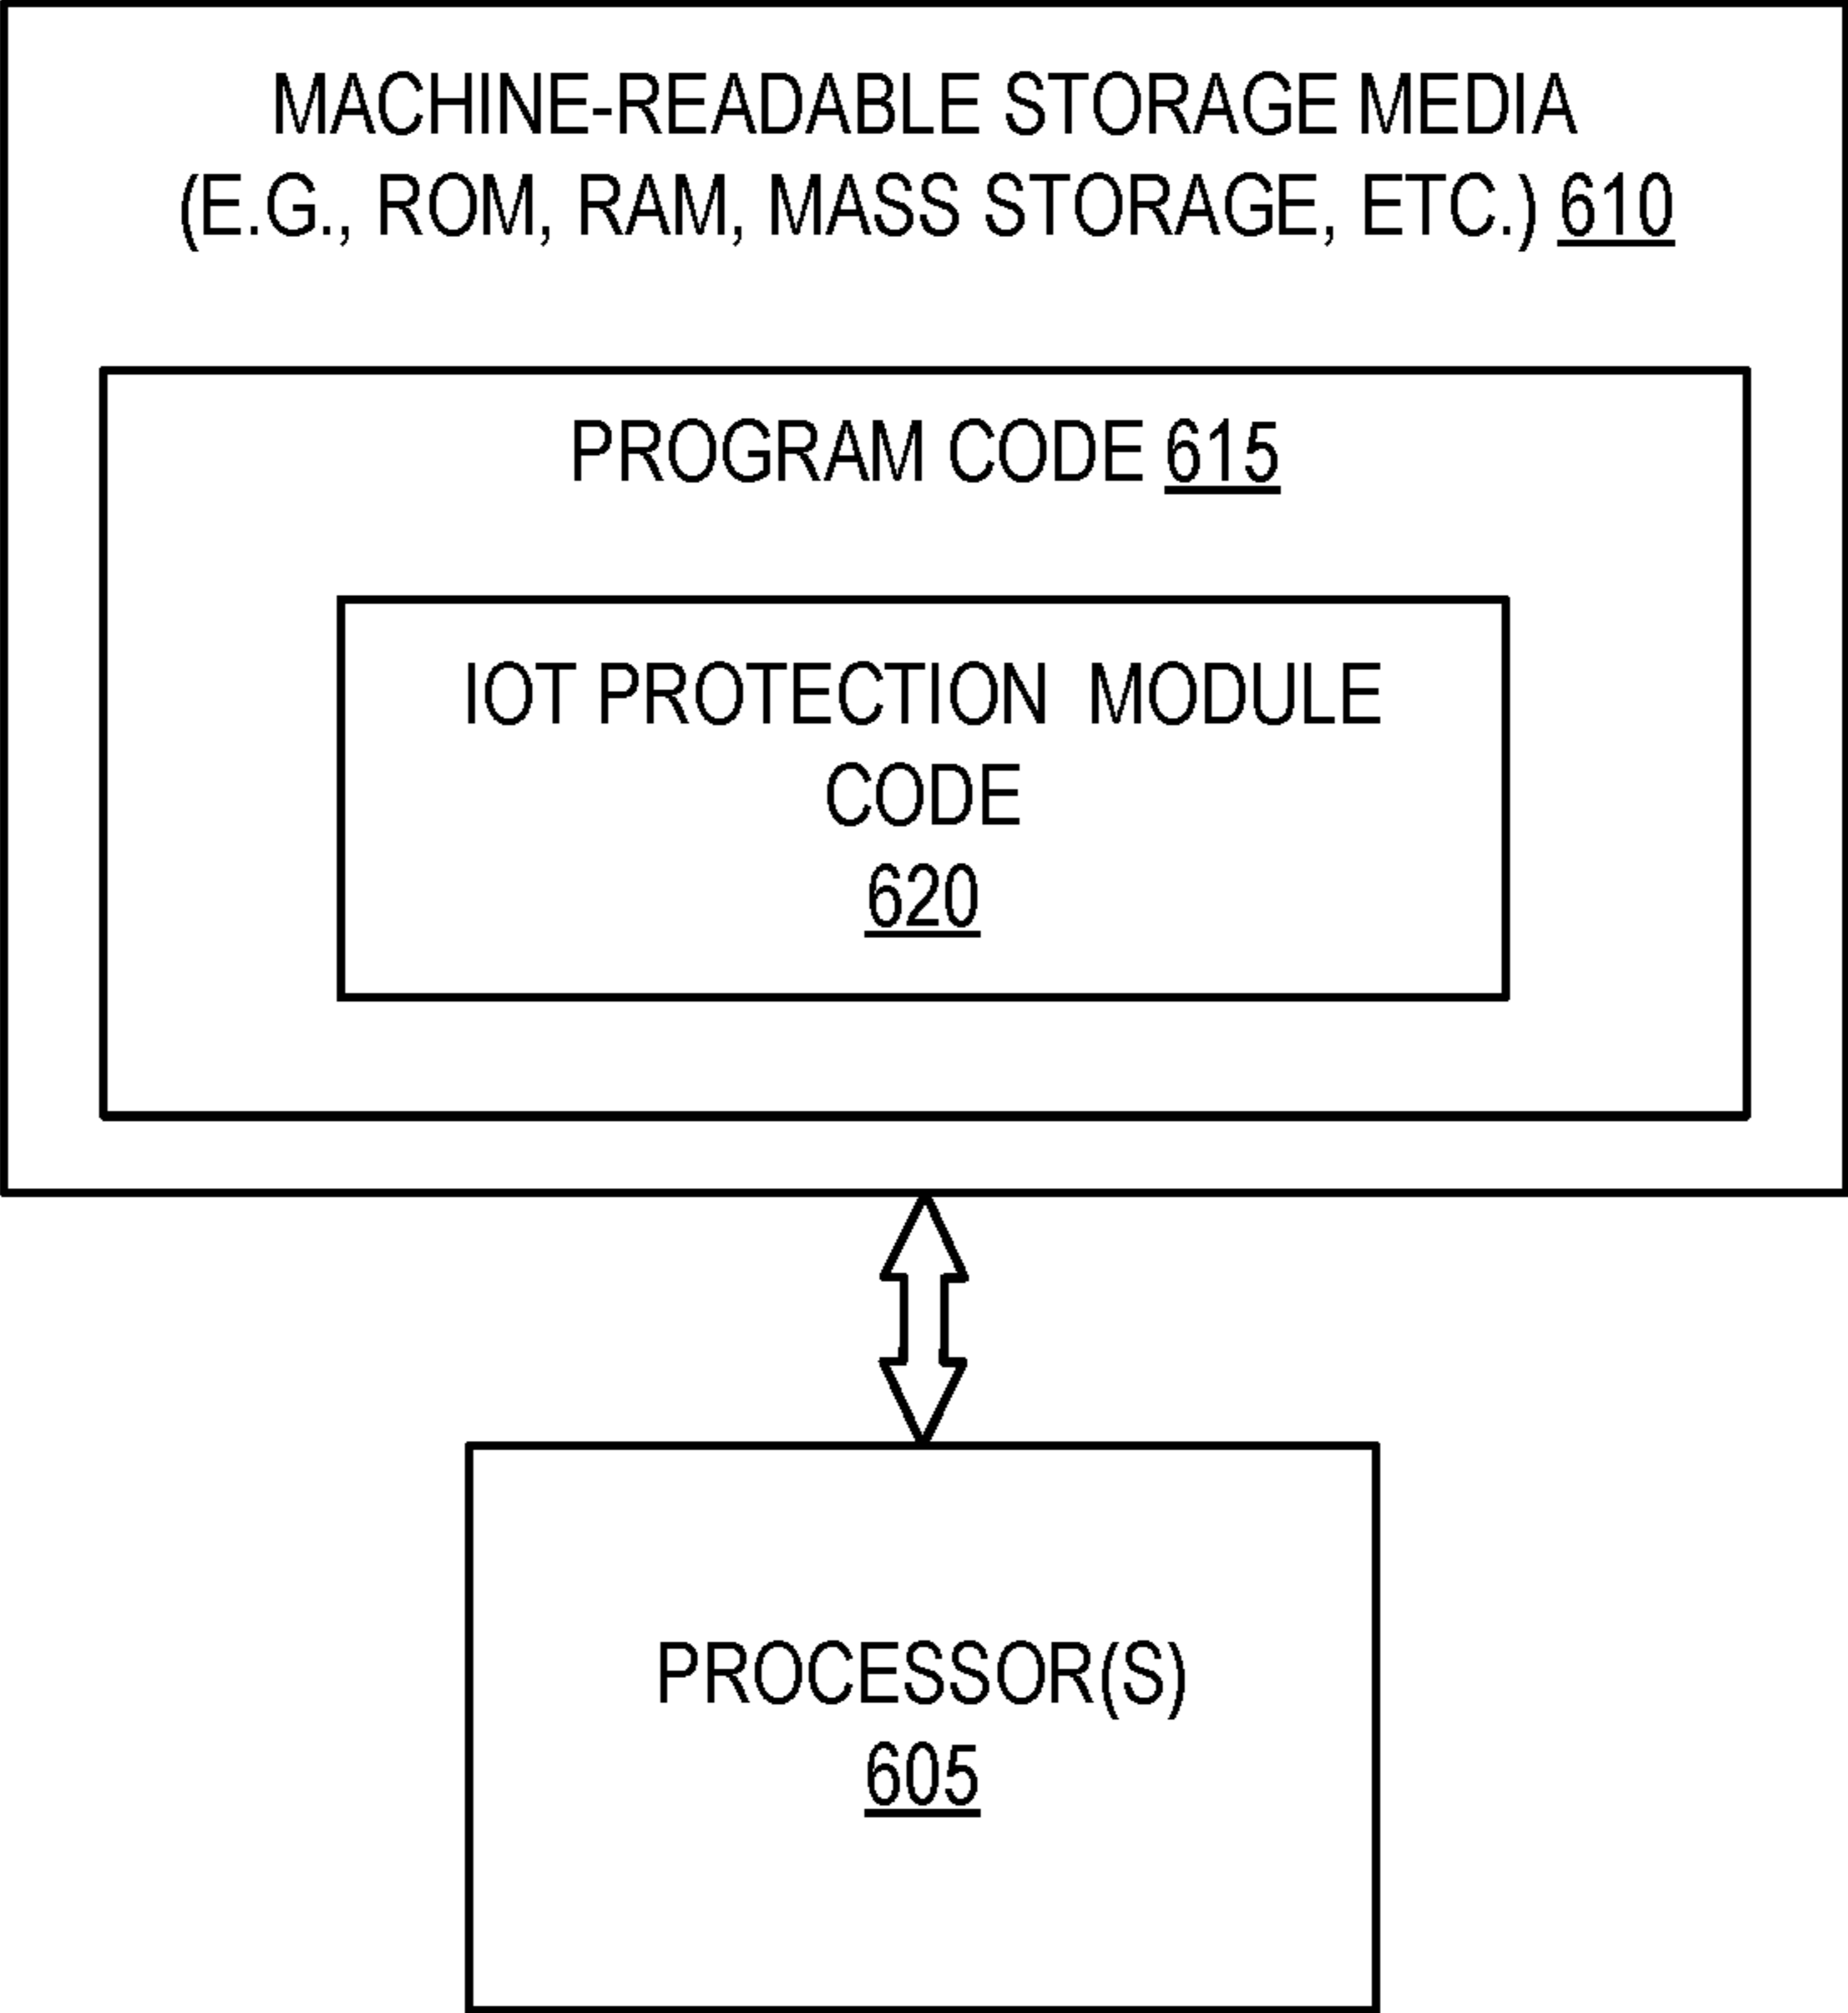 MACHINE-READABLE STORAGE MEDIA
(E.G., ROM, RAM, MASS STORAGE, ETC.) 610
PROGRAM CODE 615
IOT PROTECTION MODULE
CODE
620
PROCESSOR(S)
605